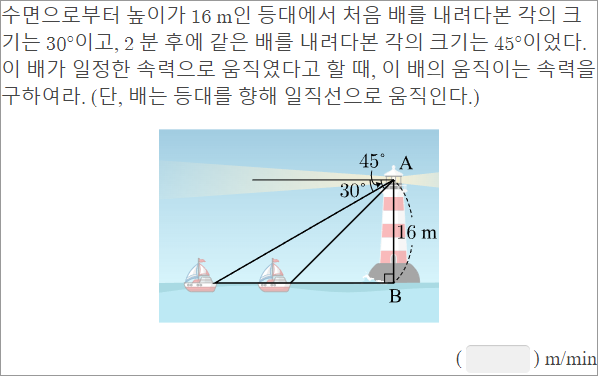 수면으로부터 높이가 16 m인 등대에서 처음 배를 내려다본 각의 크
기는 30°이고, 2 분 후에 같은 배를 내려다본 각의 크기는 45°이었다.
이 배가 일정한 속력으로 움직였다고 할 때, 이 배의 움직이는 속력을
구하여라. (단, 배는 등대를 향해 일직선으로 움직인다.)
45° A
30°
16 m
B
( ) m/min